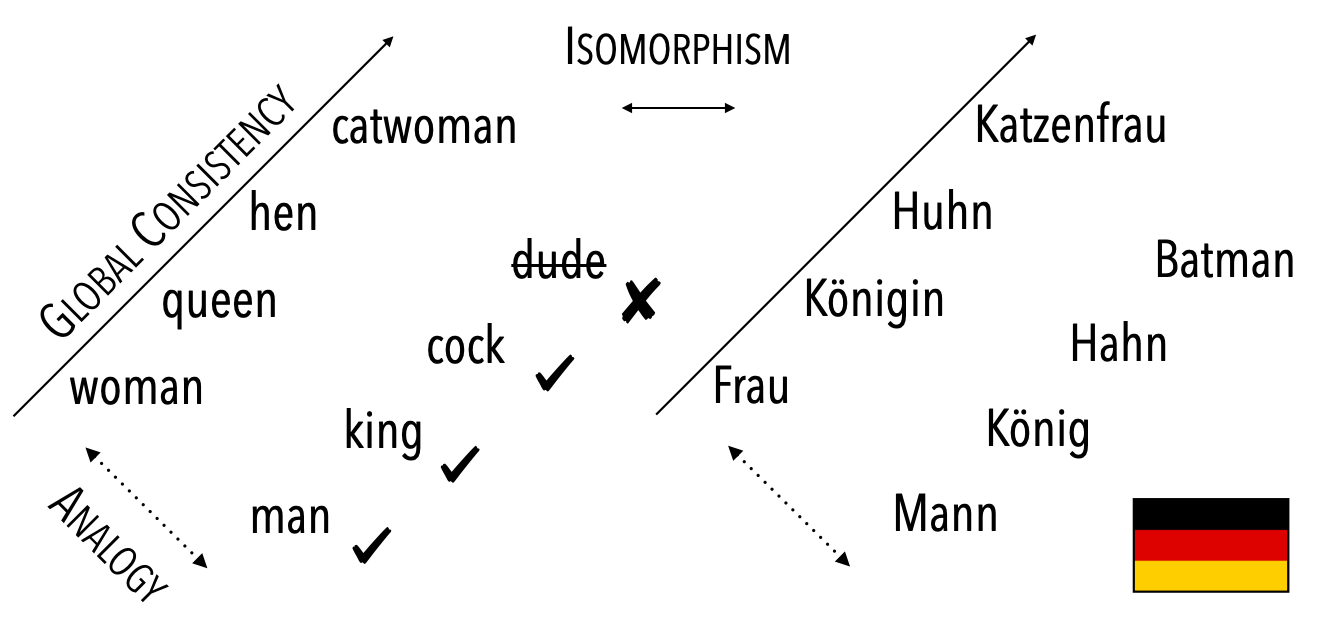 ISOMORPHISM
GLOBAL CONSISTENCY
catwoman
hen
queen
woman
dude
cock
king
man
ANALOGY
Katzenfrau
Huhn
Königin
Frau
Batman
Hahn
König
Mann